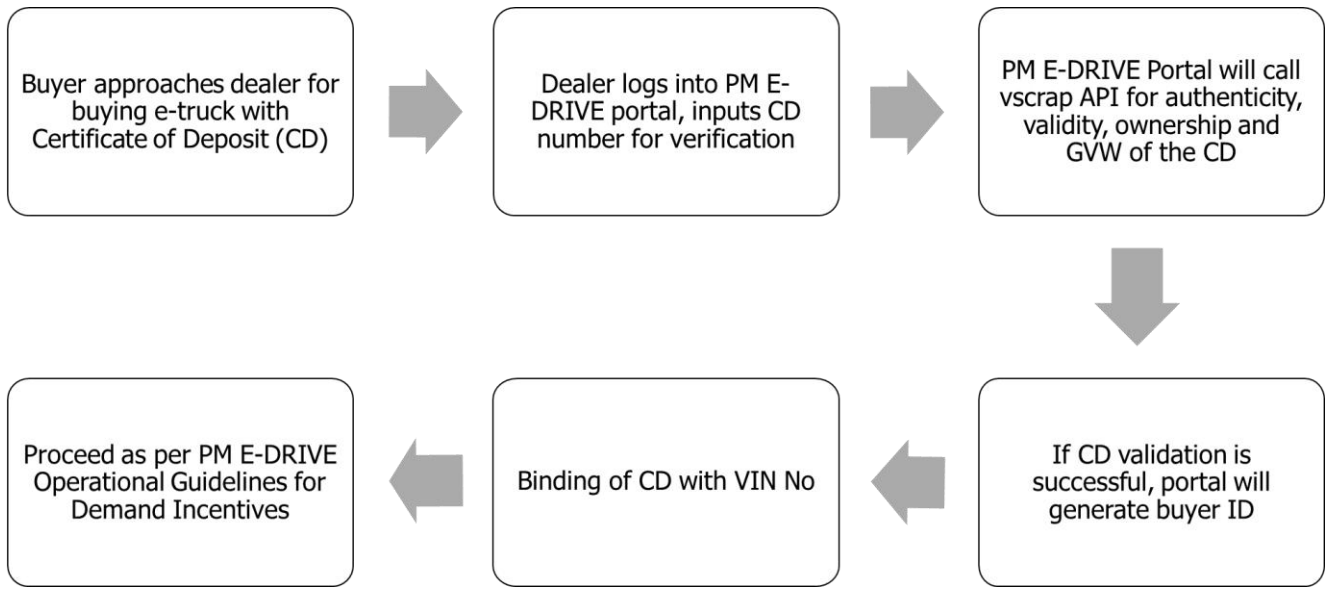 Buyer approaches dealer for
buying e-truck with
Certificate of Deposit (CD)
Dealer logs into PM E-
DRIVE portal, inputs CD
number for verification
PM E-DRIVE Portal will call
vscrap API for authenticity,
validity, ownership and
GVW of the CD
If CD validation is
successful, portal will
generate buyer ID
Binding of CD with VIN No
Proceed as per PM E-DRIVE
Operational Guidelines for
Demand Incentives